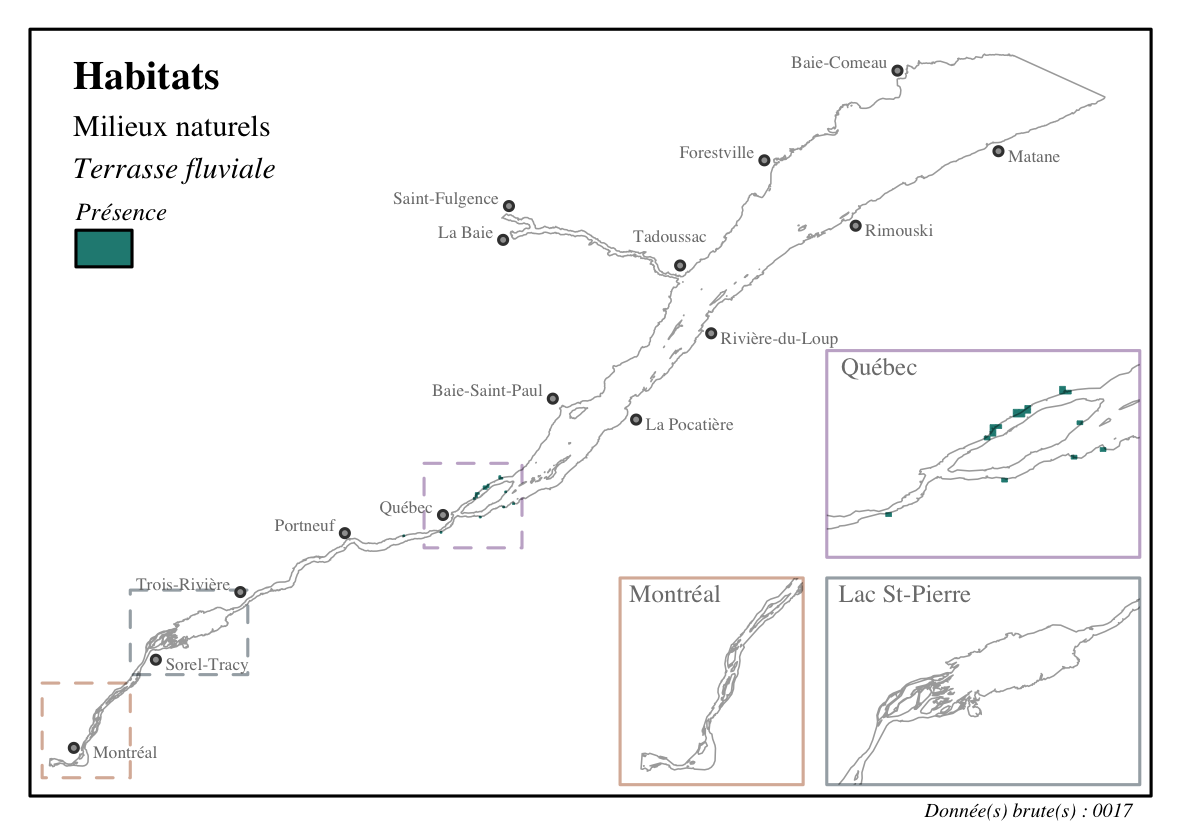 Habitats
Milieux naturels
Terrasse fluviale
Présence
Baie-Comeau
Forestville
Matane
Saint-Fulgence
La Baie
Tadoussac
Rimouski
Rivière-du-Loup
Québec
Baie-Saint-Paul
La Pocatière
Québec
Portneuf
Trois-Rivière
Montréal
Lac St-Pierre
Sorel-Tracy
Montréal
Donnée(s) brute(s) : 0017